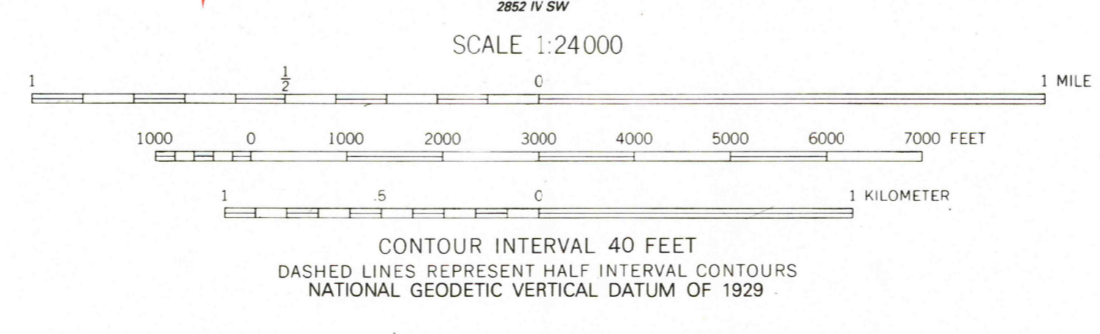 2852 IV SW
SCALE 1:24 000
1 1/2 0 1 MILE
1000 0 1000 2000 3000 4000 5000 6000 7000 FEET
1 .5 0 1 KILOMETER
CONTOUR INTERVAL 40 FEET
DASHED LINES REPRESENT HALF INTERVAL CONTOURS
NATIONAL GEODETIC VERTICAL DATUM OF 1929